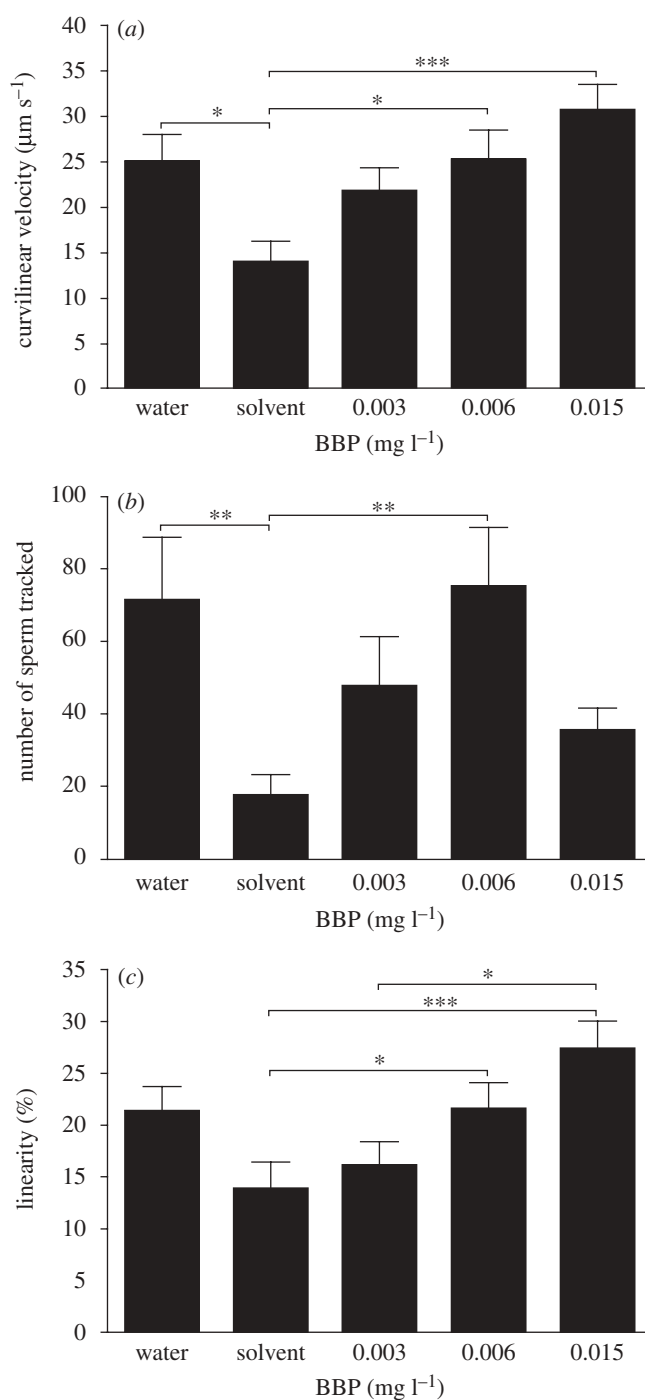 (a)
40
35
30
25
20
15
10
5
0
curvilinear velocity (µm s⁻¹)
***
*
*
water solvent 0.003 0.006 0.015
BBP (mg l⁻¹)
(b)
100
80
60
40
20
0
number of sperm tracked
** **
water solvent 0.003 0.006 0.015
BBP (mg l⁻¹)
(c)
35
30
25
20
15
10
5
0
linearity (%)
*
***
*
water solvent 0.003 0.006 0.015
BBP (mg l⁻¹)